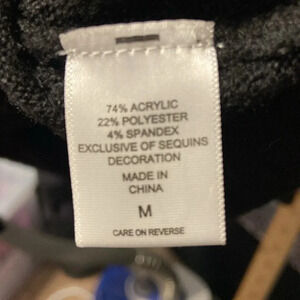 74% ACRYLIC
22% POLYESTER
4% SPANDEX
EXCLUSIVE OF SEQUINS
DECORATION
MADE IN
CHINA
M
CARE ON REVERSE